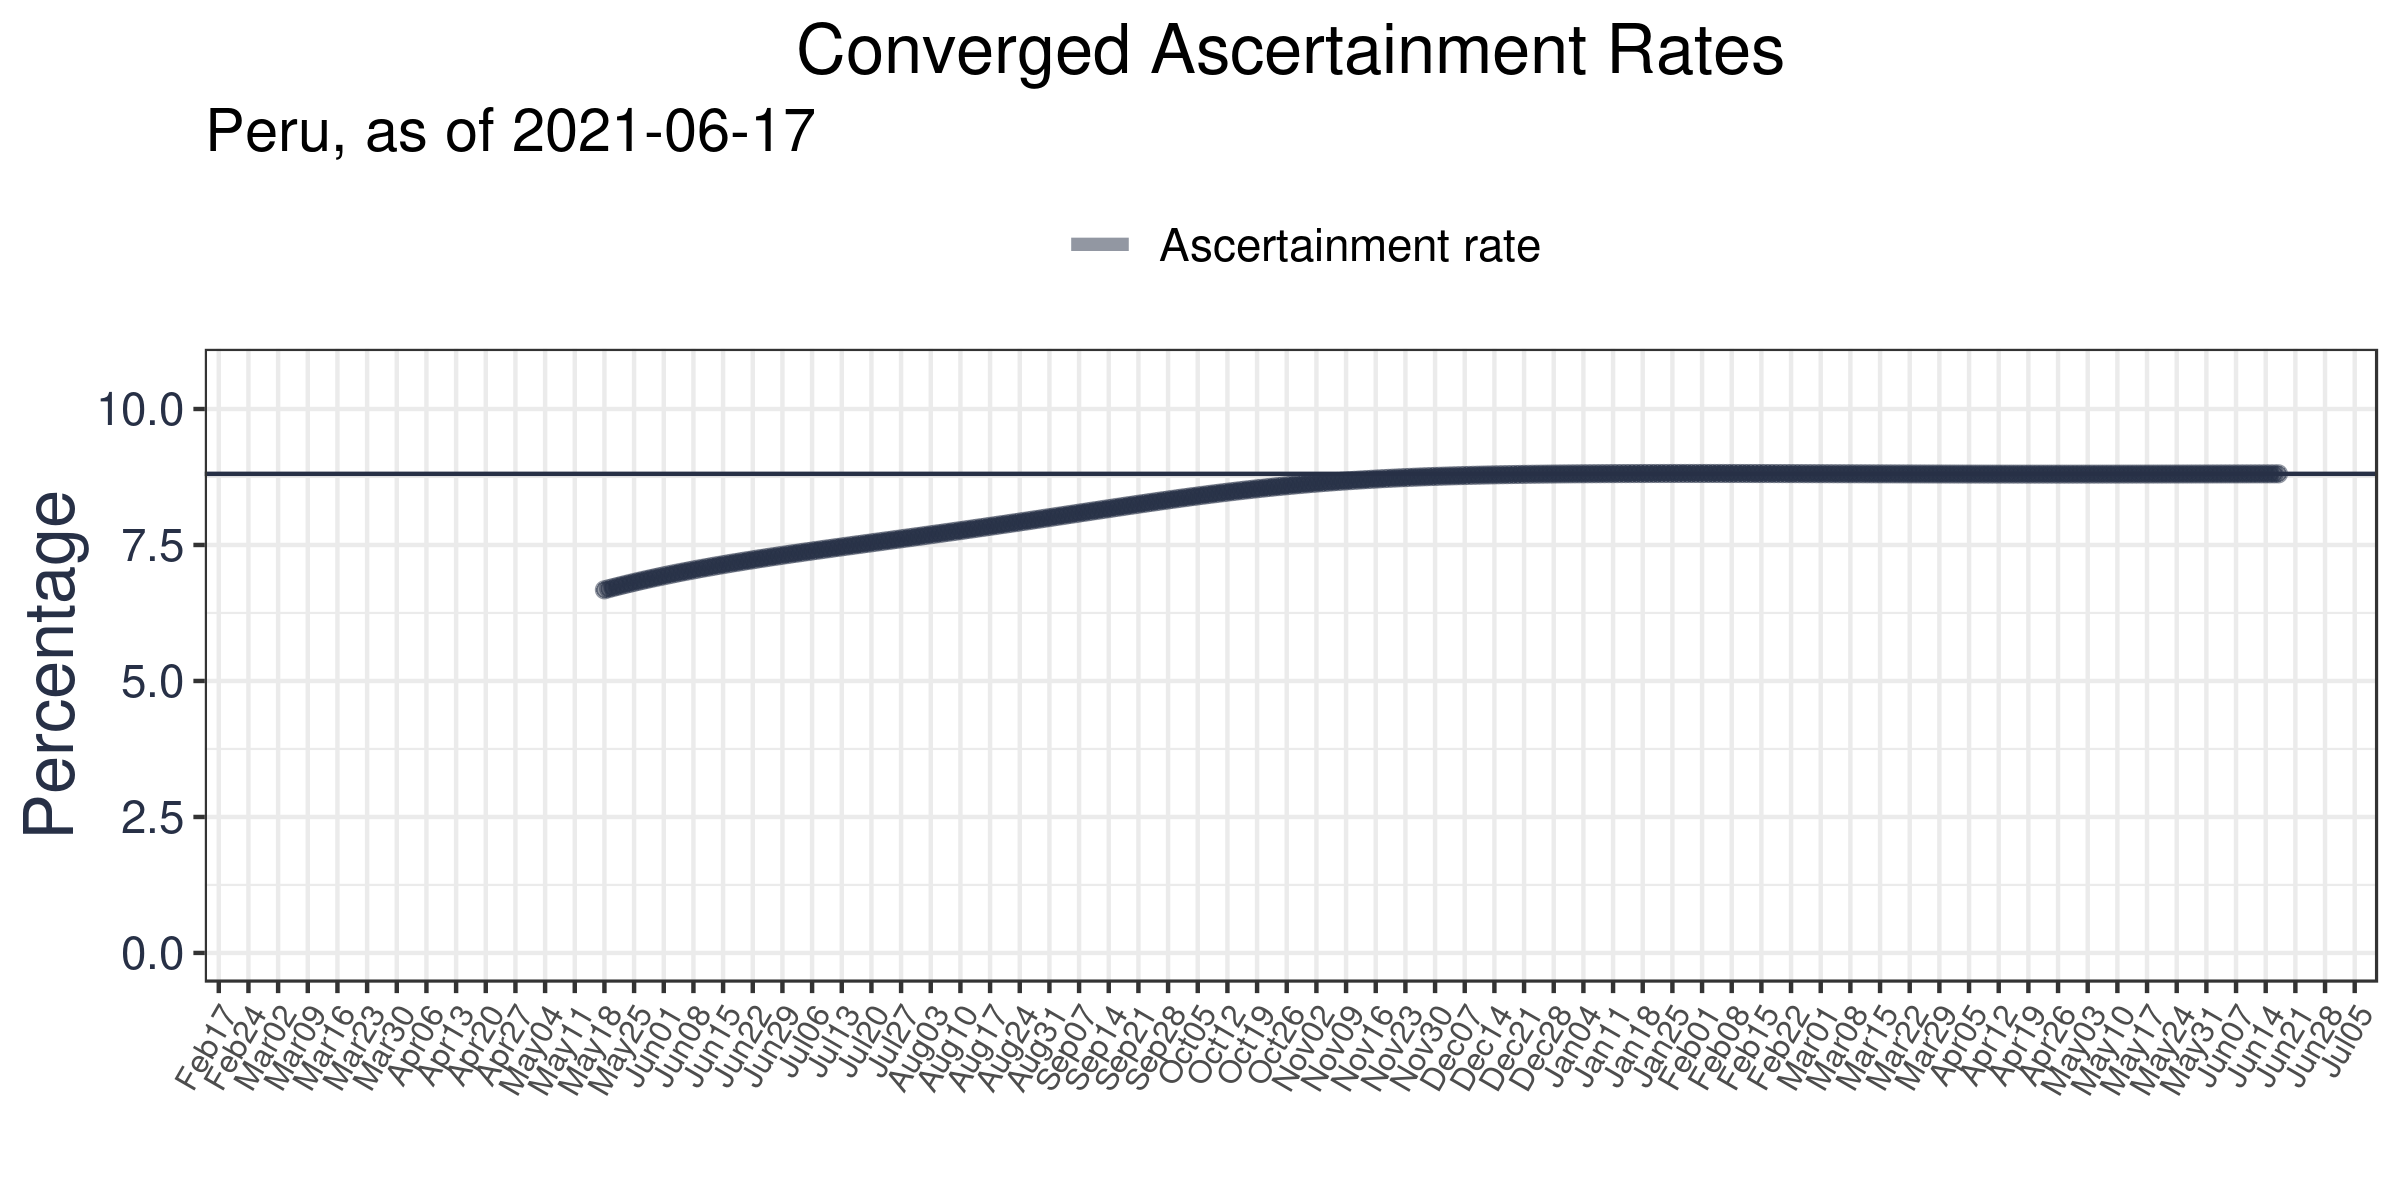 Converged Ascertainment Rates
Peru, as of 2021-06-17
Ascertainment rate
Percentage
10.0
7.5
5.0
2.5
0.0
Feb17
Feb24
Mar02
Mar09
Mar16
Mar23
Mar30
Apr06
Apr13
Apr20
Apr27
May04
May11
May18
May25
Jun01
Jun08
Jun15
Jun22
Jun29
Jul06
Jul13
Jul20
Jul27
Aug03
Aug10
Aug17
Aug24
Aug31
Sep07
Sep14
Sep21
Sep28
Oct05
Oct12
Oct19
Oct26
Nov02
Nov09
Nov16
Nov23
Nov30
Dec07
Dec14
Dec21
Dec28
Jan04
Jan11
Jan18
Jan25
Feb01
Feb08
Feb15
Feb22
Mar01
Mar08
Mar15
Mar22
Mar29
Apr05
Apr12
Apr19
Apr26
May03
May10
May17
May24
May31
Jun07
Jun14
Jun21
Jun28
Jul05